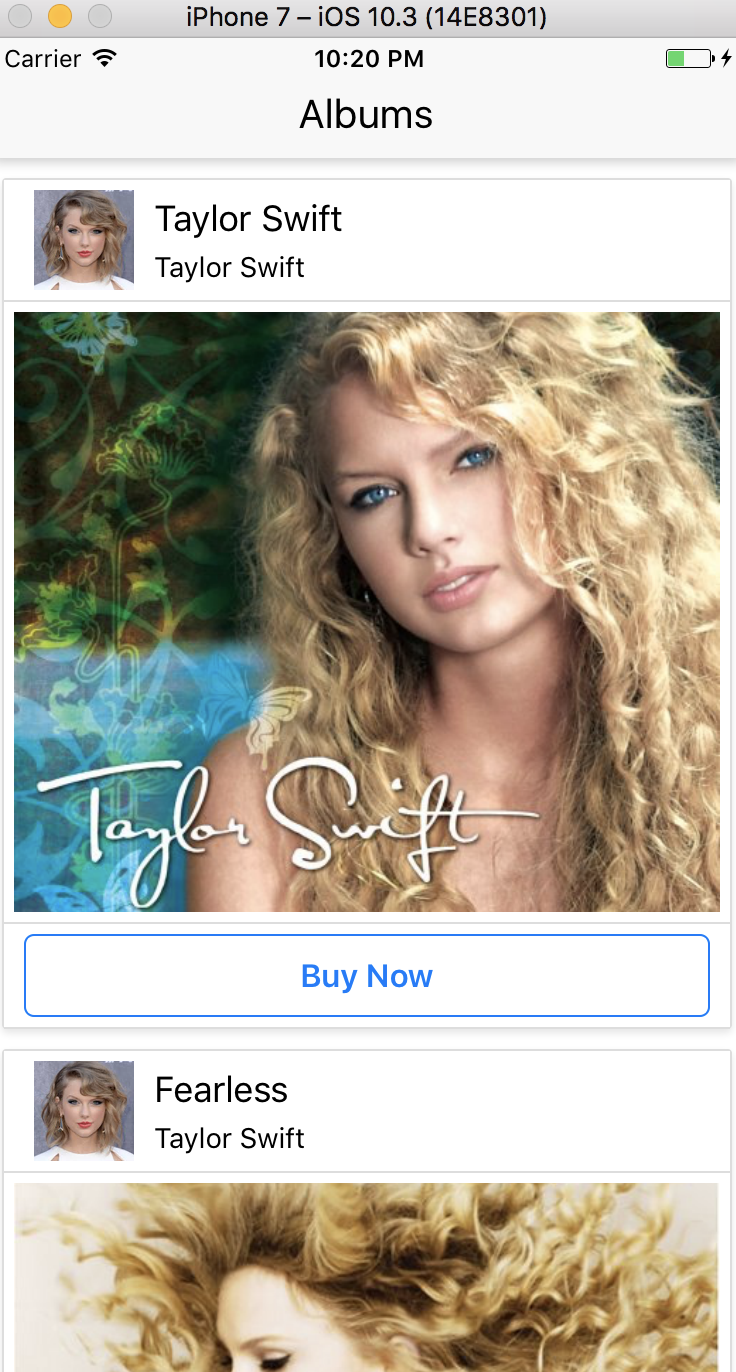 iPhone 7 – iOS 10.3 (14E8301)
Carrier 10:20 PM
Albums
Taylor Swift
Taylor Swift
Taylor Swift
Buy Now
Fearless
Taylor Swift